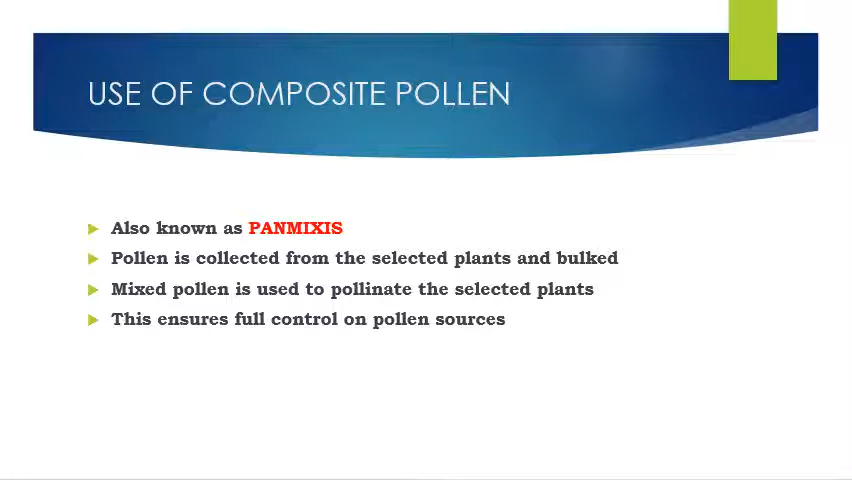 USE OF COMPOSITE POLLEN
Also known as PANMIXIS
Pollen is collected from the selected plants and bulked
Mixed pollen is used to pollinate the selected plants
This ensures full control on pollen sources